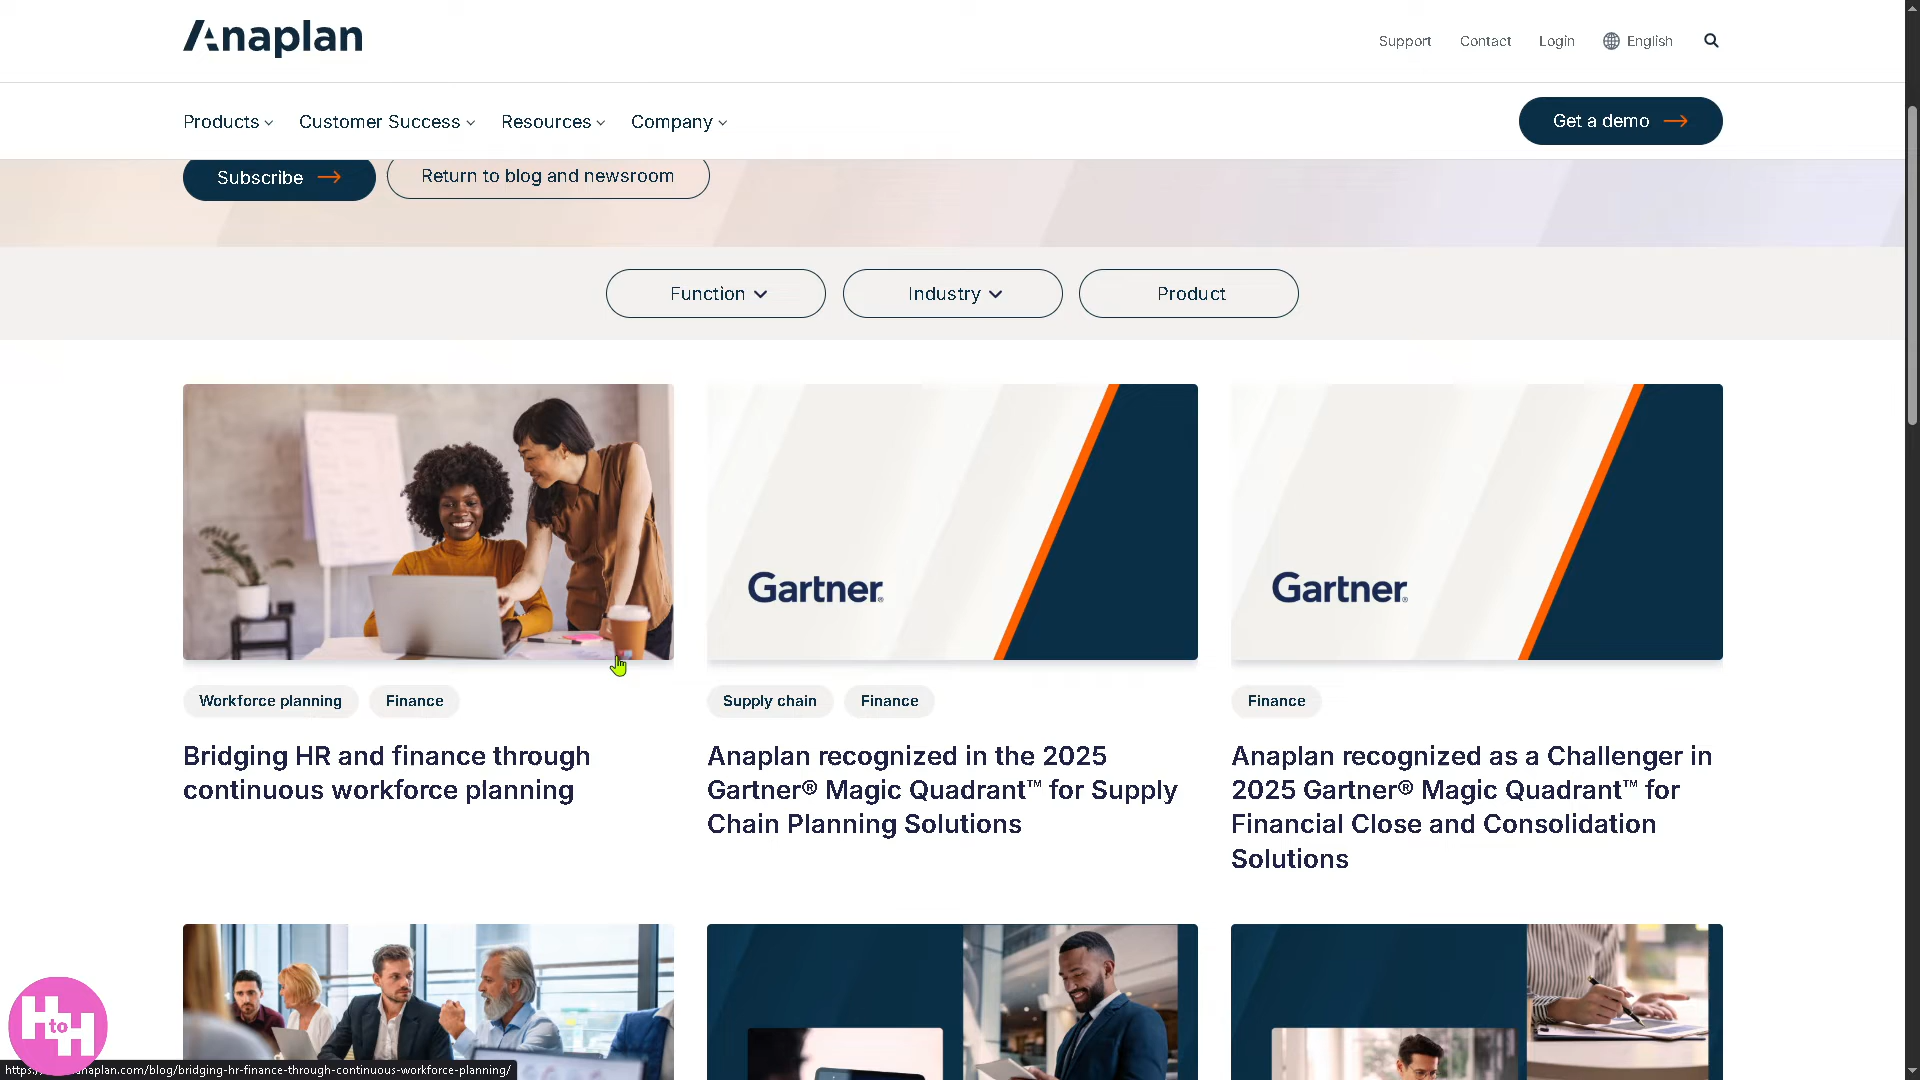 Anaplan
Support Contact Login English
Products Customer Success Resources Company
Get a demo
Subscribe Return to blog and newsroom
Function Industry Product
Gartner®
Gartner®
Workforce planning Finance
Bridging HR and finance through
continuous workforce planning
Supply chain Finance
Anaplan recognized in the 2025
Gartner® Magic Quadrant™ for Supply
Chain Planning Solutions
Finance
Anaplan recognized as a Challenger in
2025 Gartner® Magic Quadrant™ for
Financial Close and Consolidation
Solutions
H to H
https: anaplan.com/blog/bridging-hr-finance-through-continuous-workforce-planning/